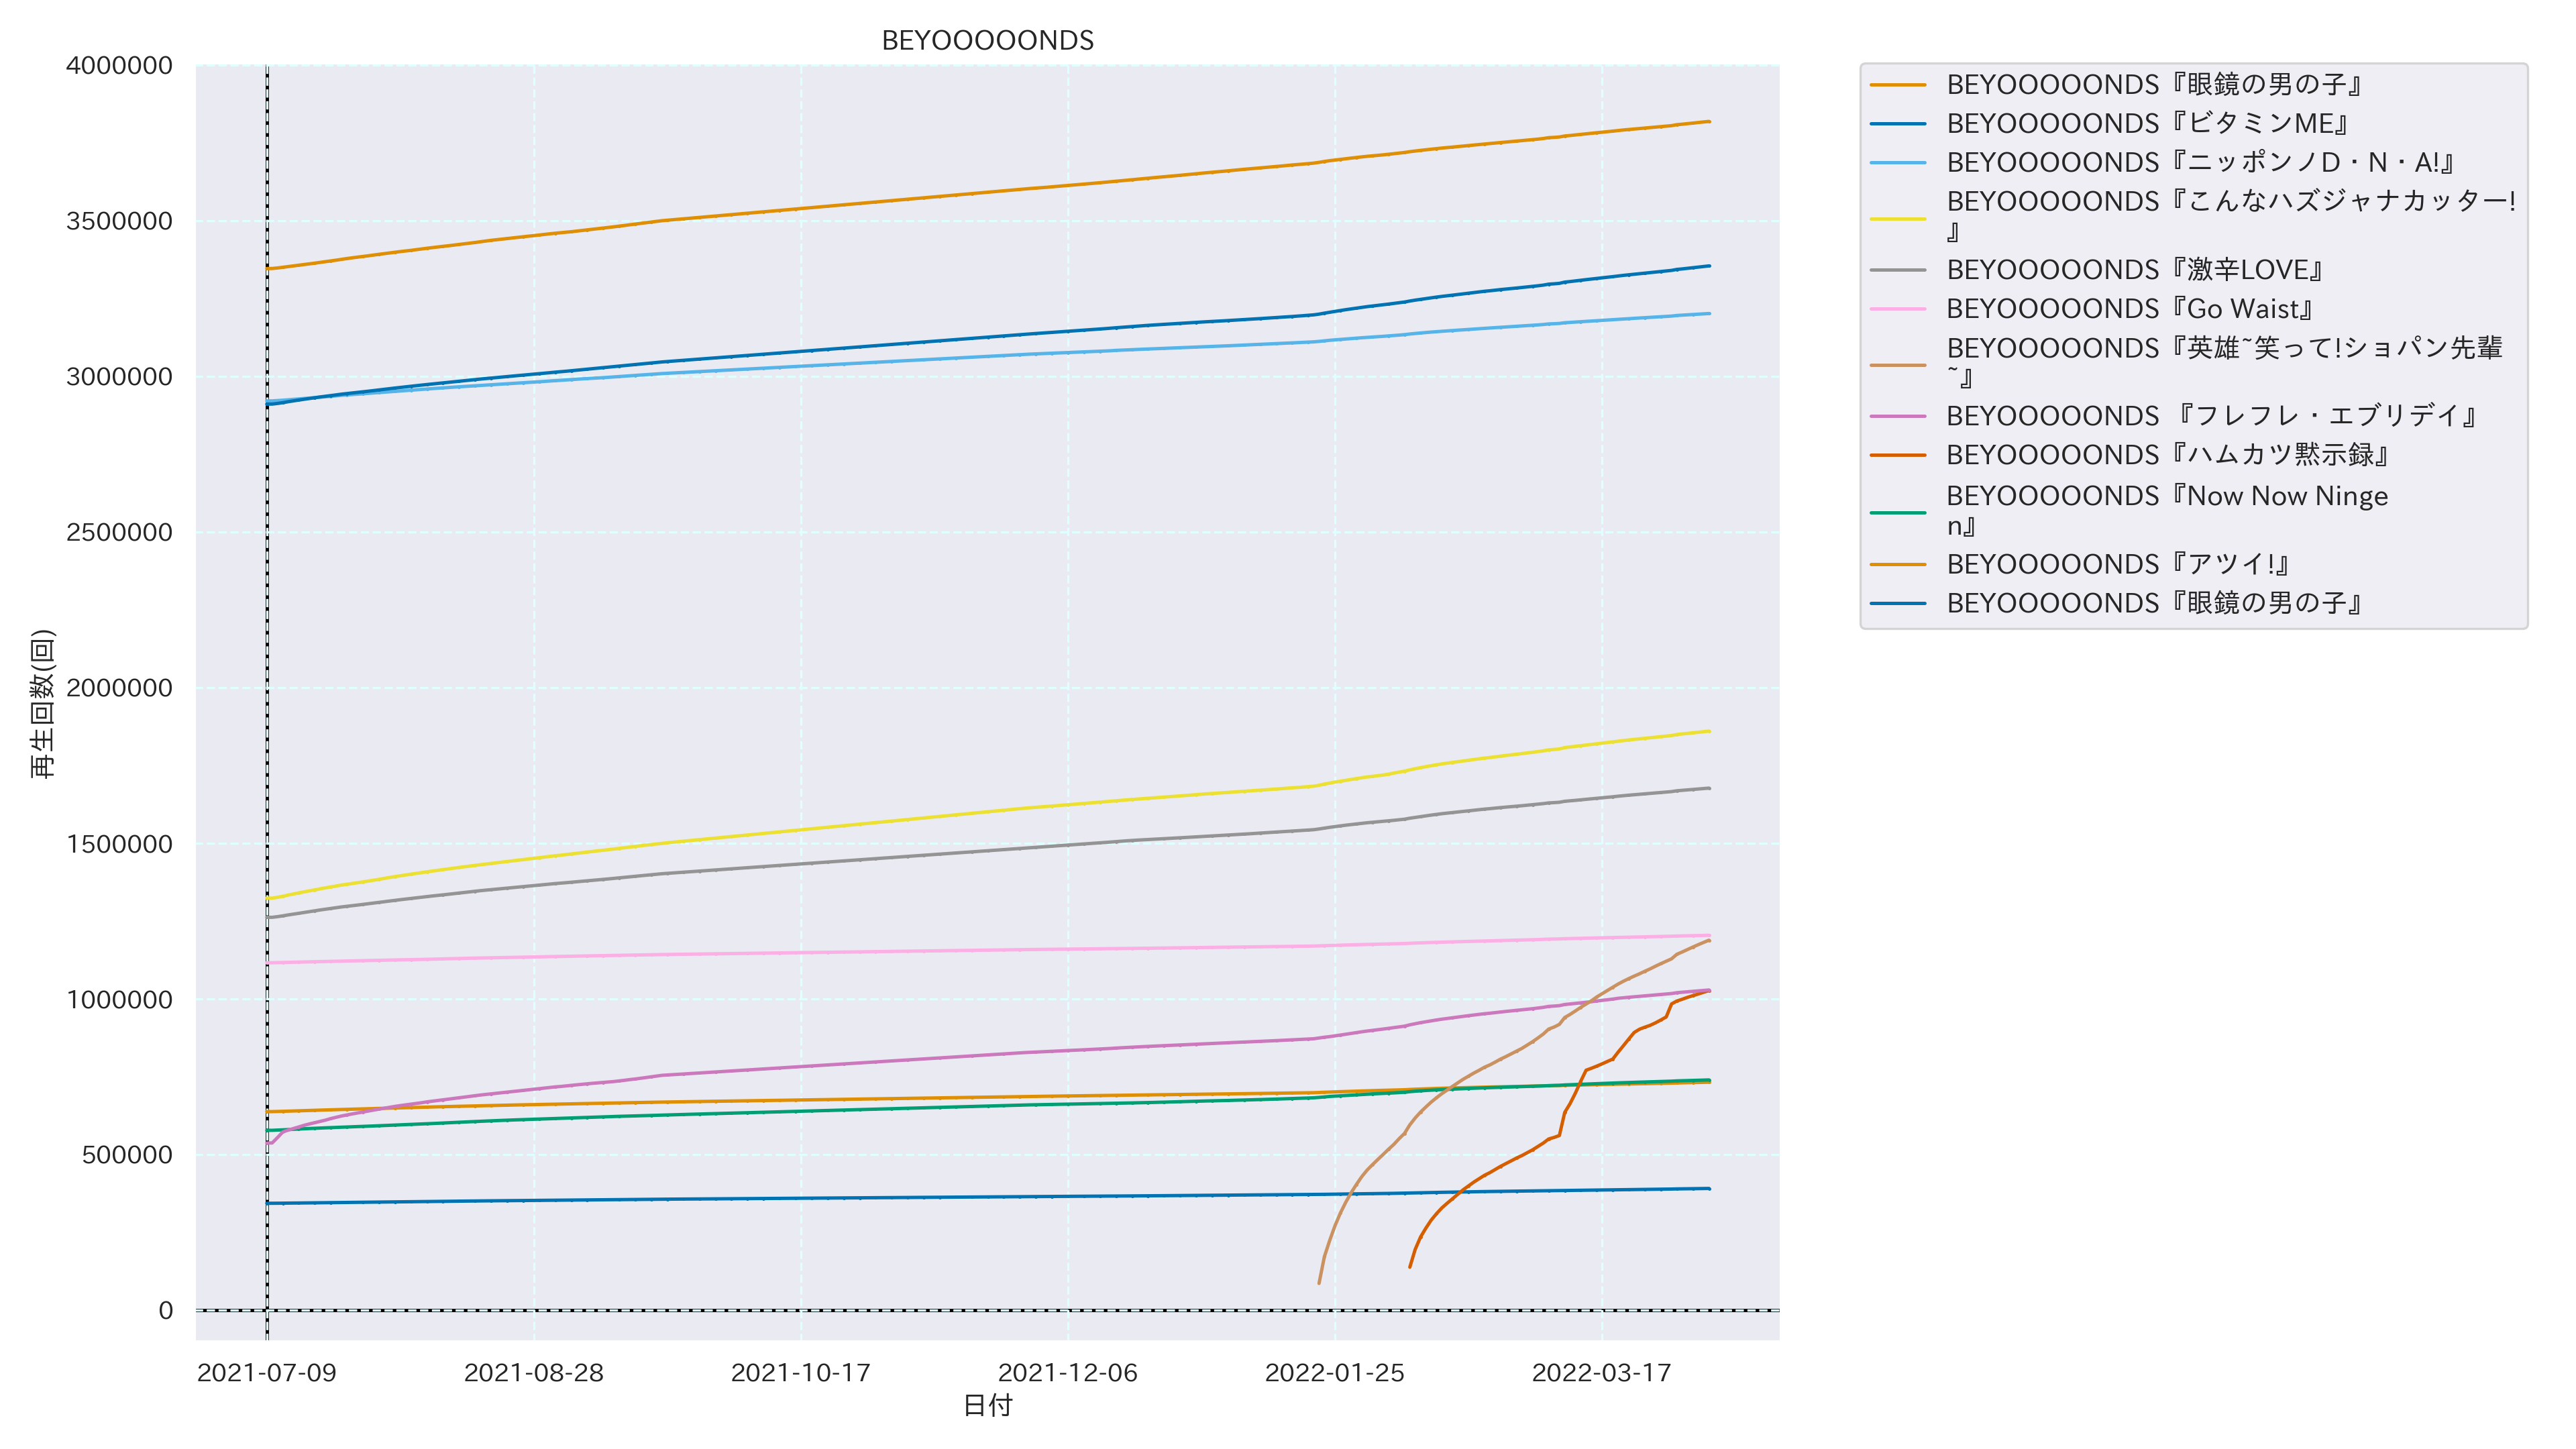 BEYOOOOONDS
4000000
3500000
3000000
2500000
2000000
1500000
1000000
500000
0
再生回数(回)
2021-07-09
2021-08-28
2021-10-17
2021-12-06
2022-01-25
2022-03-17
日付
BEYOOOOONDS『眼鏡の男の子』
BEYOOOOONDS『ビタミンME』
BEYOOOOONDS『ニッポンノD・N・A!』
BEYOOOOONDS『こんなハズジャナカッター!
』
BEYOOOOONDS『激辛LOVE』
BEYOOOOONDS『Go Waist』
BEYOOOOONDS『英雄~笑って!ショパン先輩
~』
BEYOOOOONDS 『フレフレ・エブリデイ』
BEYOOOOONDS『ハムカツ黙示録』
BEYOOOOONDS『Now Now Ninge
n』
BEYOOOOONDS『アツイ!』
BEYOOOOONDS『眼鏡の男の子』